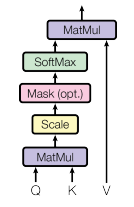 MatMul
SoftMax
Mask (opt.)
Scale
MatMul
Q K V